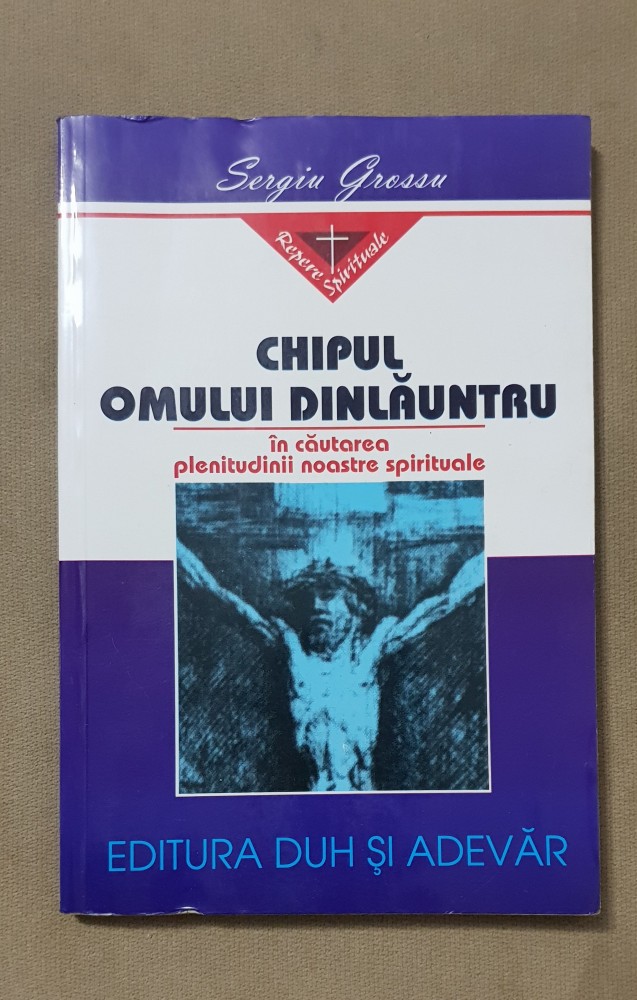 Sergiu Grossu
Repere Spirituale
CHIPUL
OMULUI DINLĂUNTRU
în căutarea
plenitudinii noastre spirituale
EDITURA DUH ŞI ADEVĂR